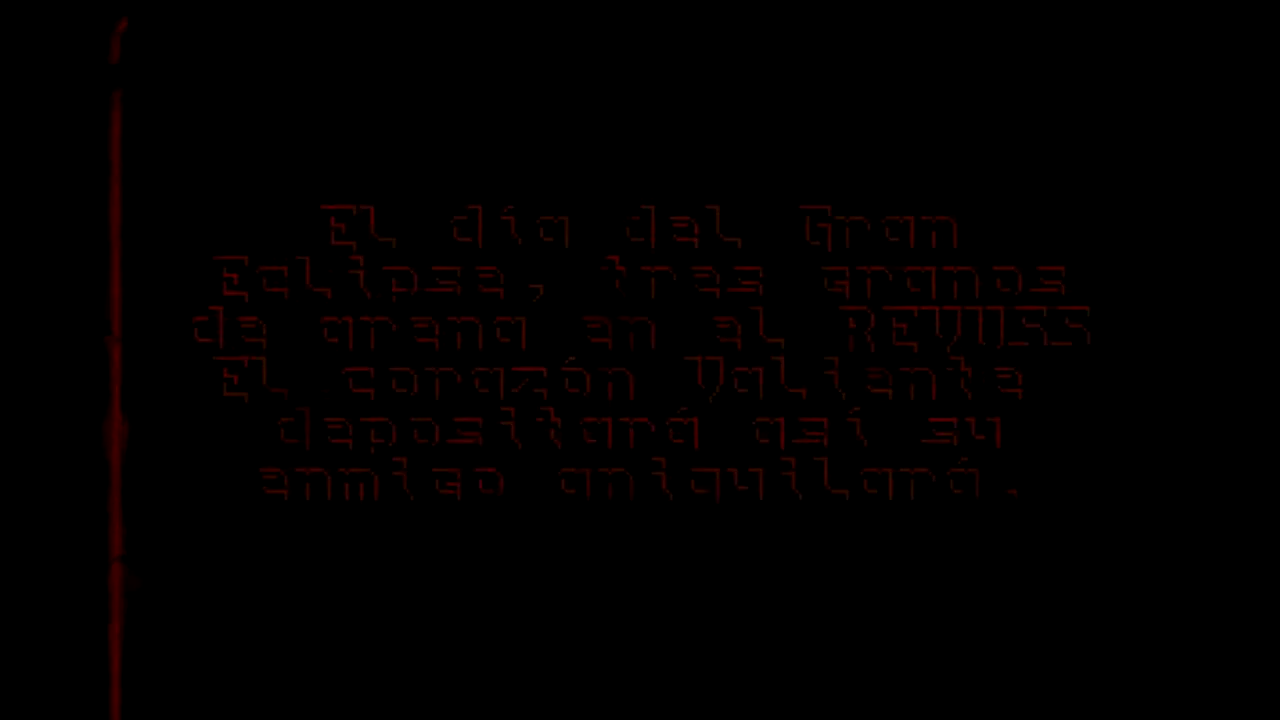 El día del Gran
Eclipse, tres granos
de arena en el REVUSS
El corazón Valiente
depositará así su
enmigo aniquilará.